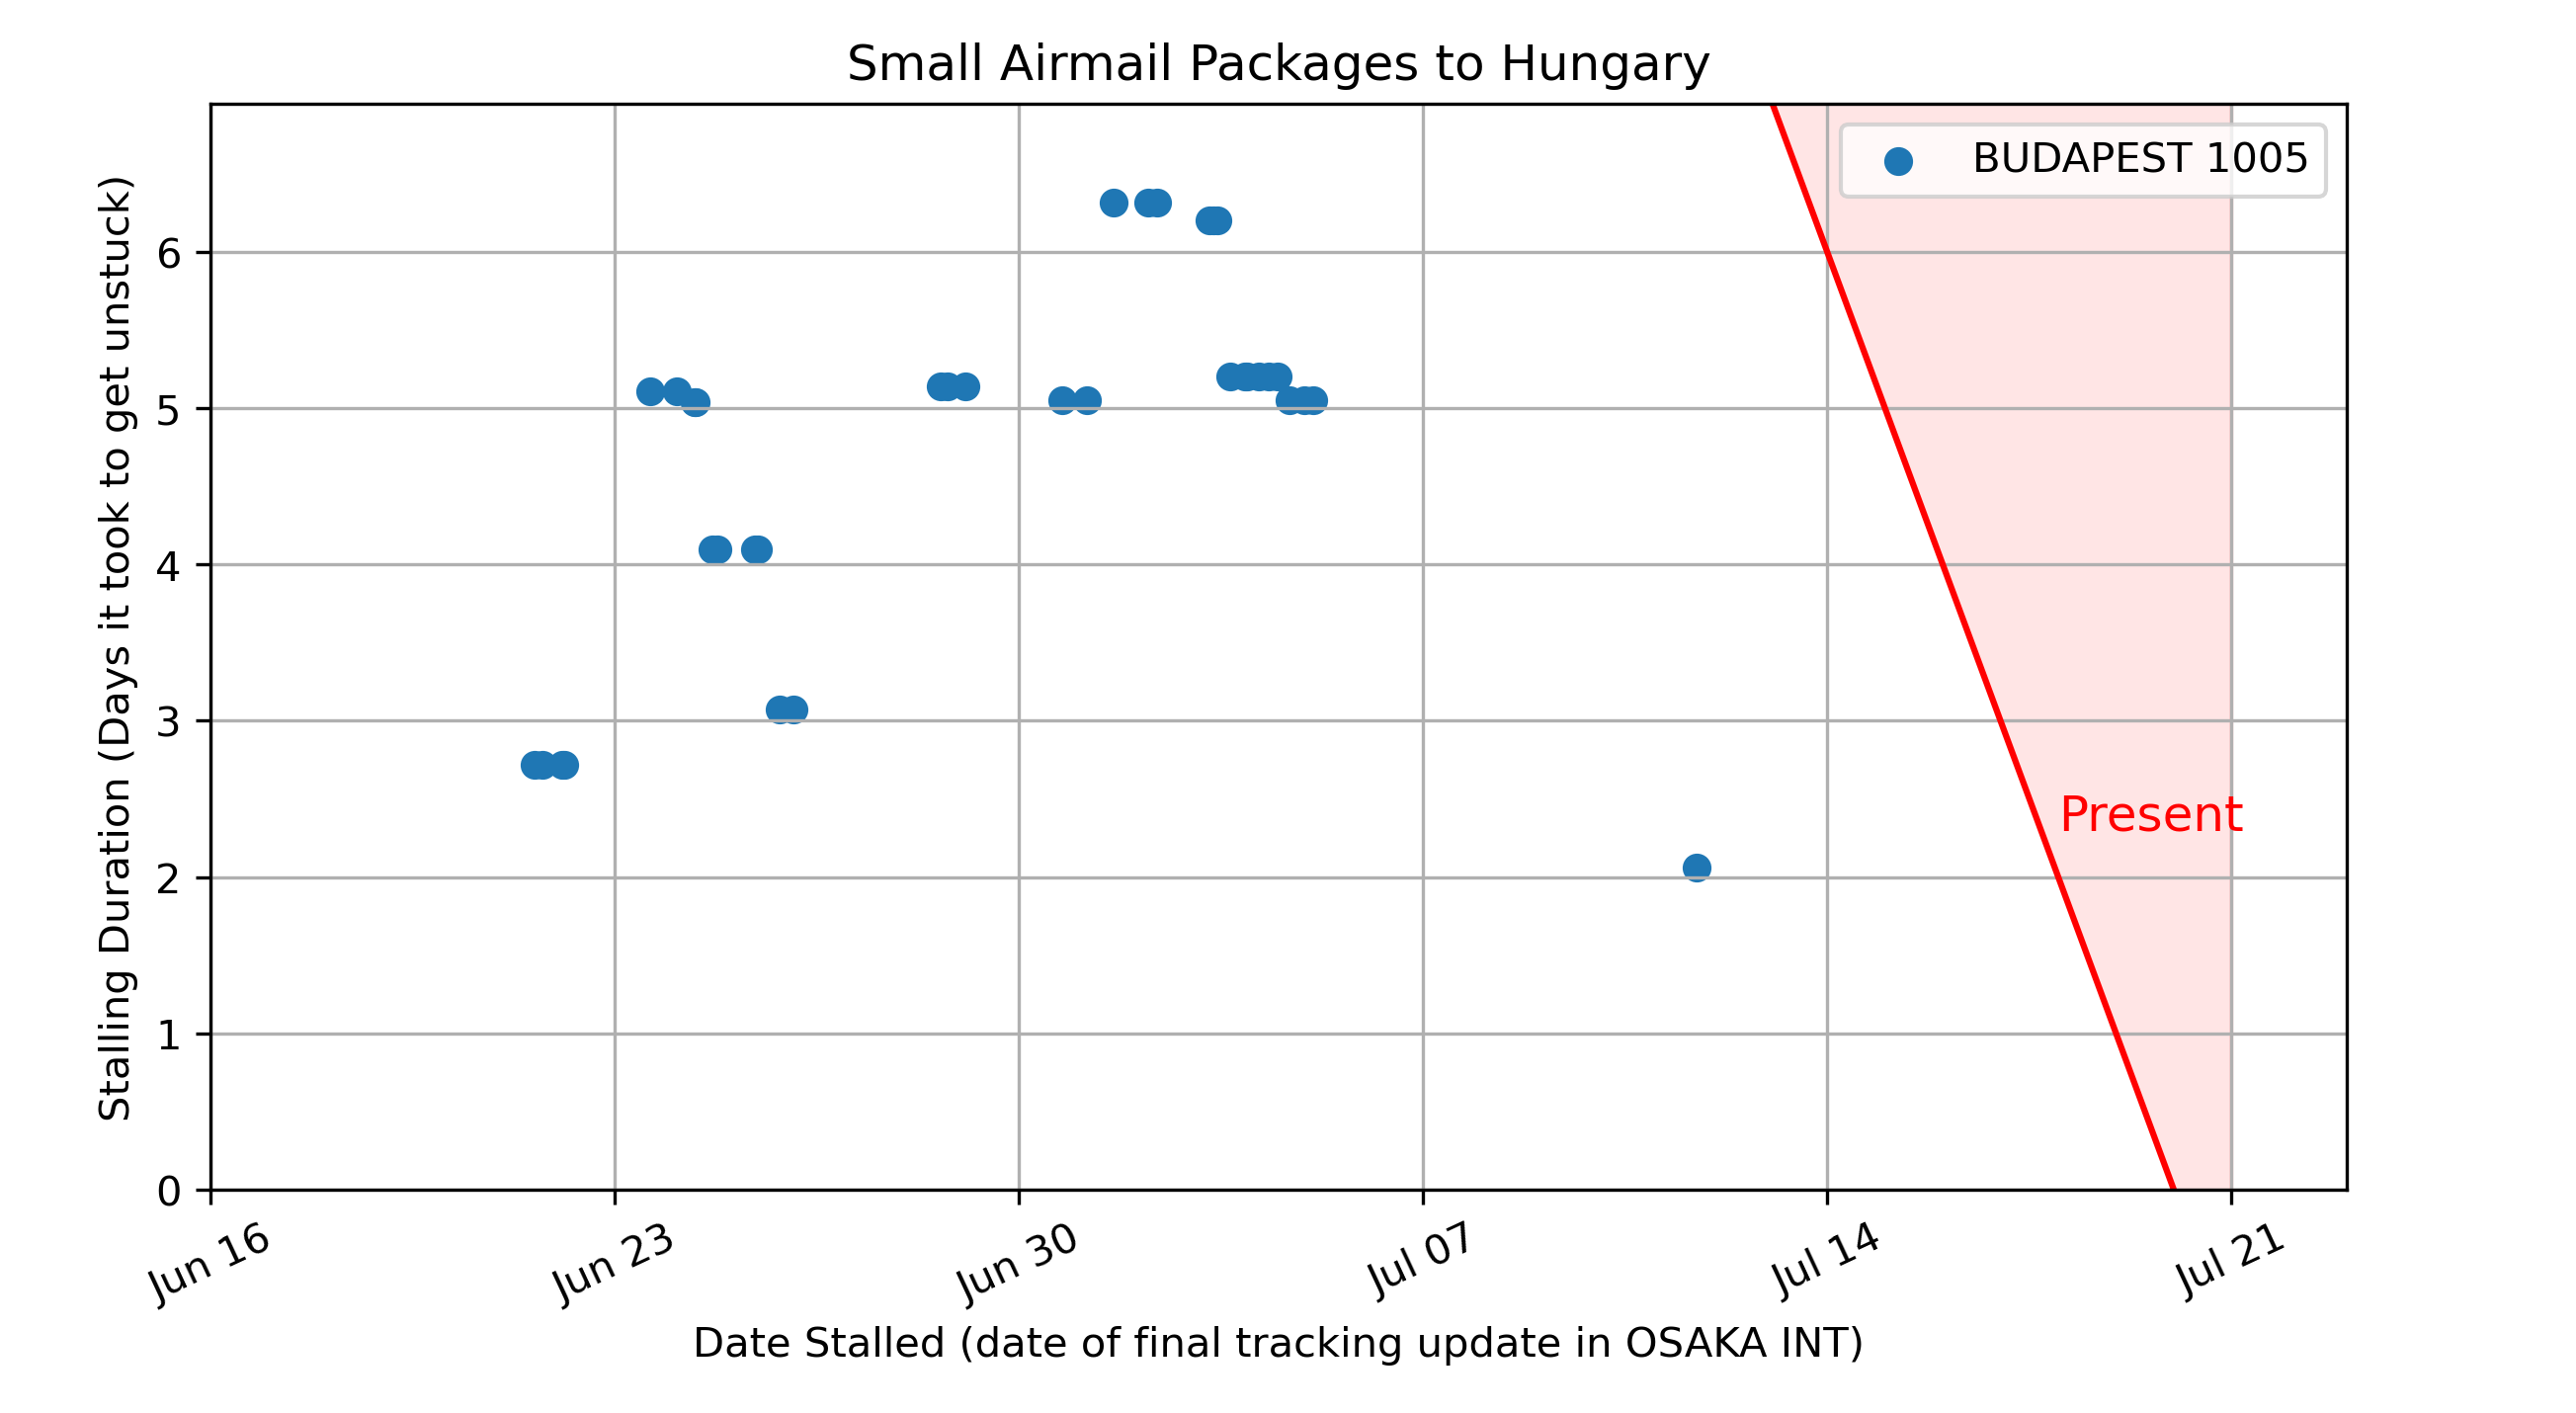 Small Airmail Packages to Hungary
BUDAPEST 1005
Stalling Duration (Days it took to get unstuck)
6
5
4
3
2
1
0
Present
Jun 16
Jun 23
Jun 30
Jul 07
Jul 14
Jul 21
Date Stalled (date of final tracking update in OSAKA INT)